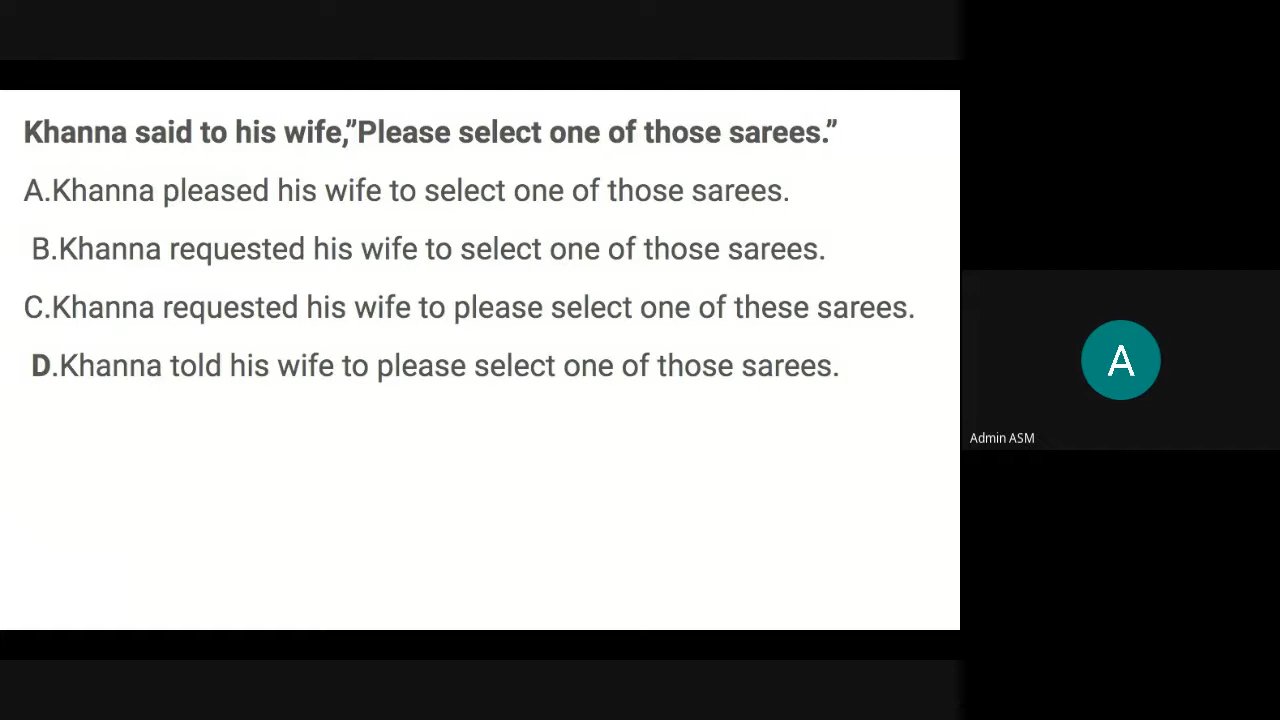 Khanna said to his wife,”Please select one of those sarees.”
A.Khanna pleased his wife to select one of those sarees.
B.Khanna requested his wife to select one of those sarees.
C.Khanna requested his wife to please select one of these sarees.
D.Khanna told his wife to please select one of those sarees.
A
Admin ASM